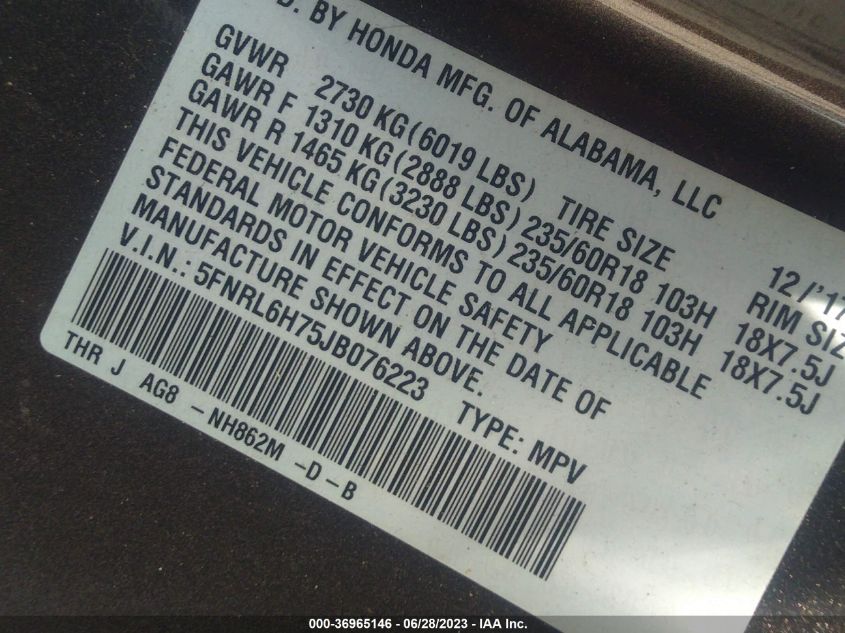 D. BY HONDA MFG. OF ALABAMA, LLC
12/'17
GVWR 2730 KG(6019 LBS) TIRE SIZE RIM SIZ
GAWR F 1310 KG(2888 LBS) 235/60R18 103H 18X7.5J
GAWR R 1465 KG(3230 LBS) 235/60R18 103H 18X7.5J
THIS VEHICLE CONFORMS TO ALL APPLICABLE
FEDERAL MOTOR VEHICLE SAFETY
STANDARDS IN EFFECT ON THE DATE OF
MANUFACTURE SHOWN ABOVE.
V.I.N.: 5FNRL6H75JB076223 TYPE: MPV
THR J AG8 - NH862M - D - B
000-36965146 - 06/28/2023 - IAA Inc.